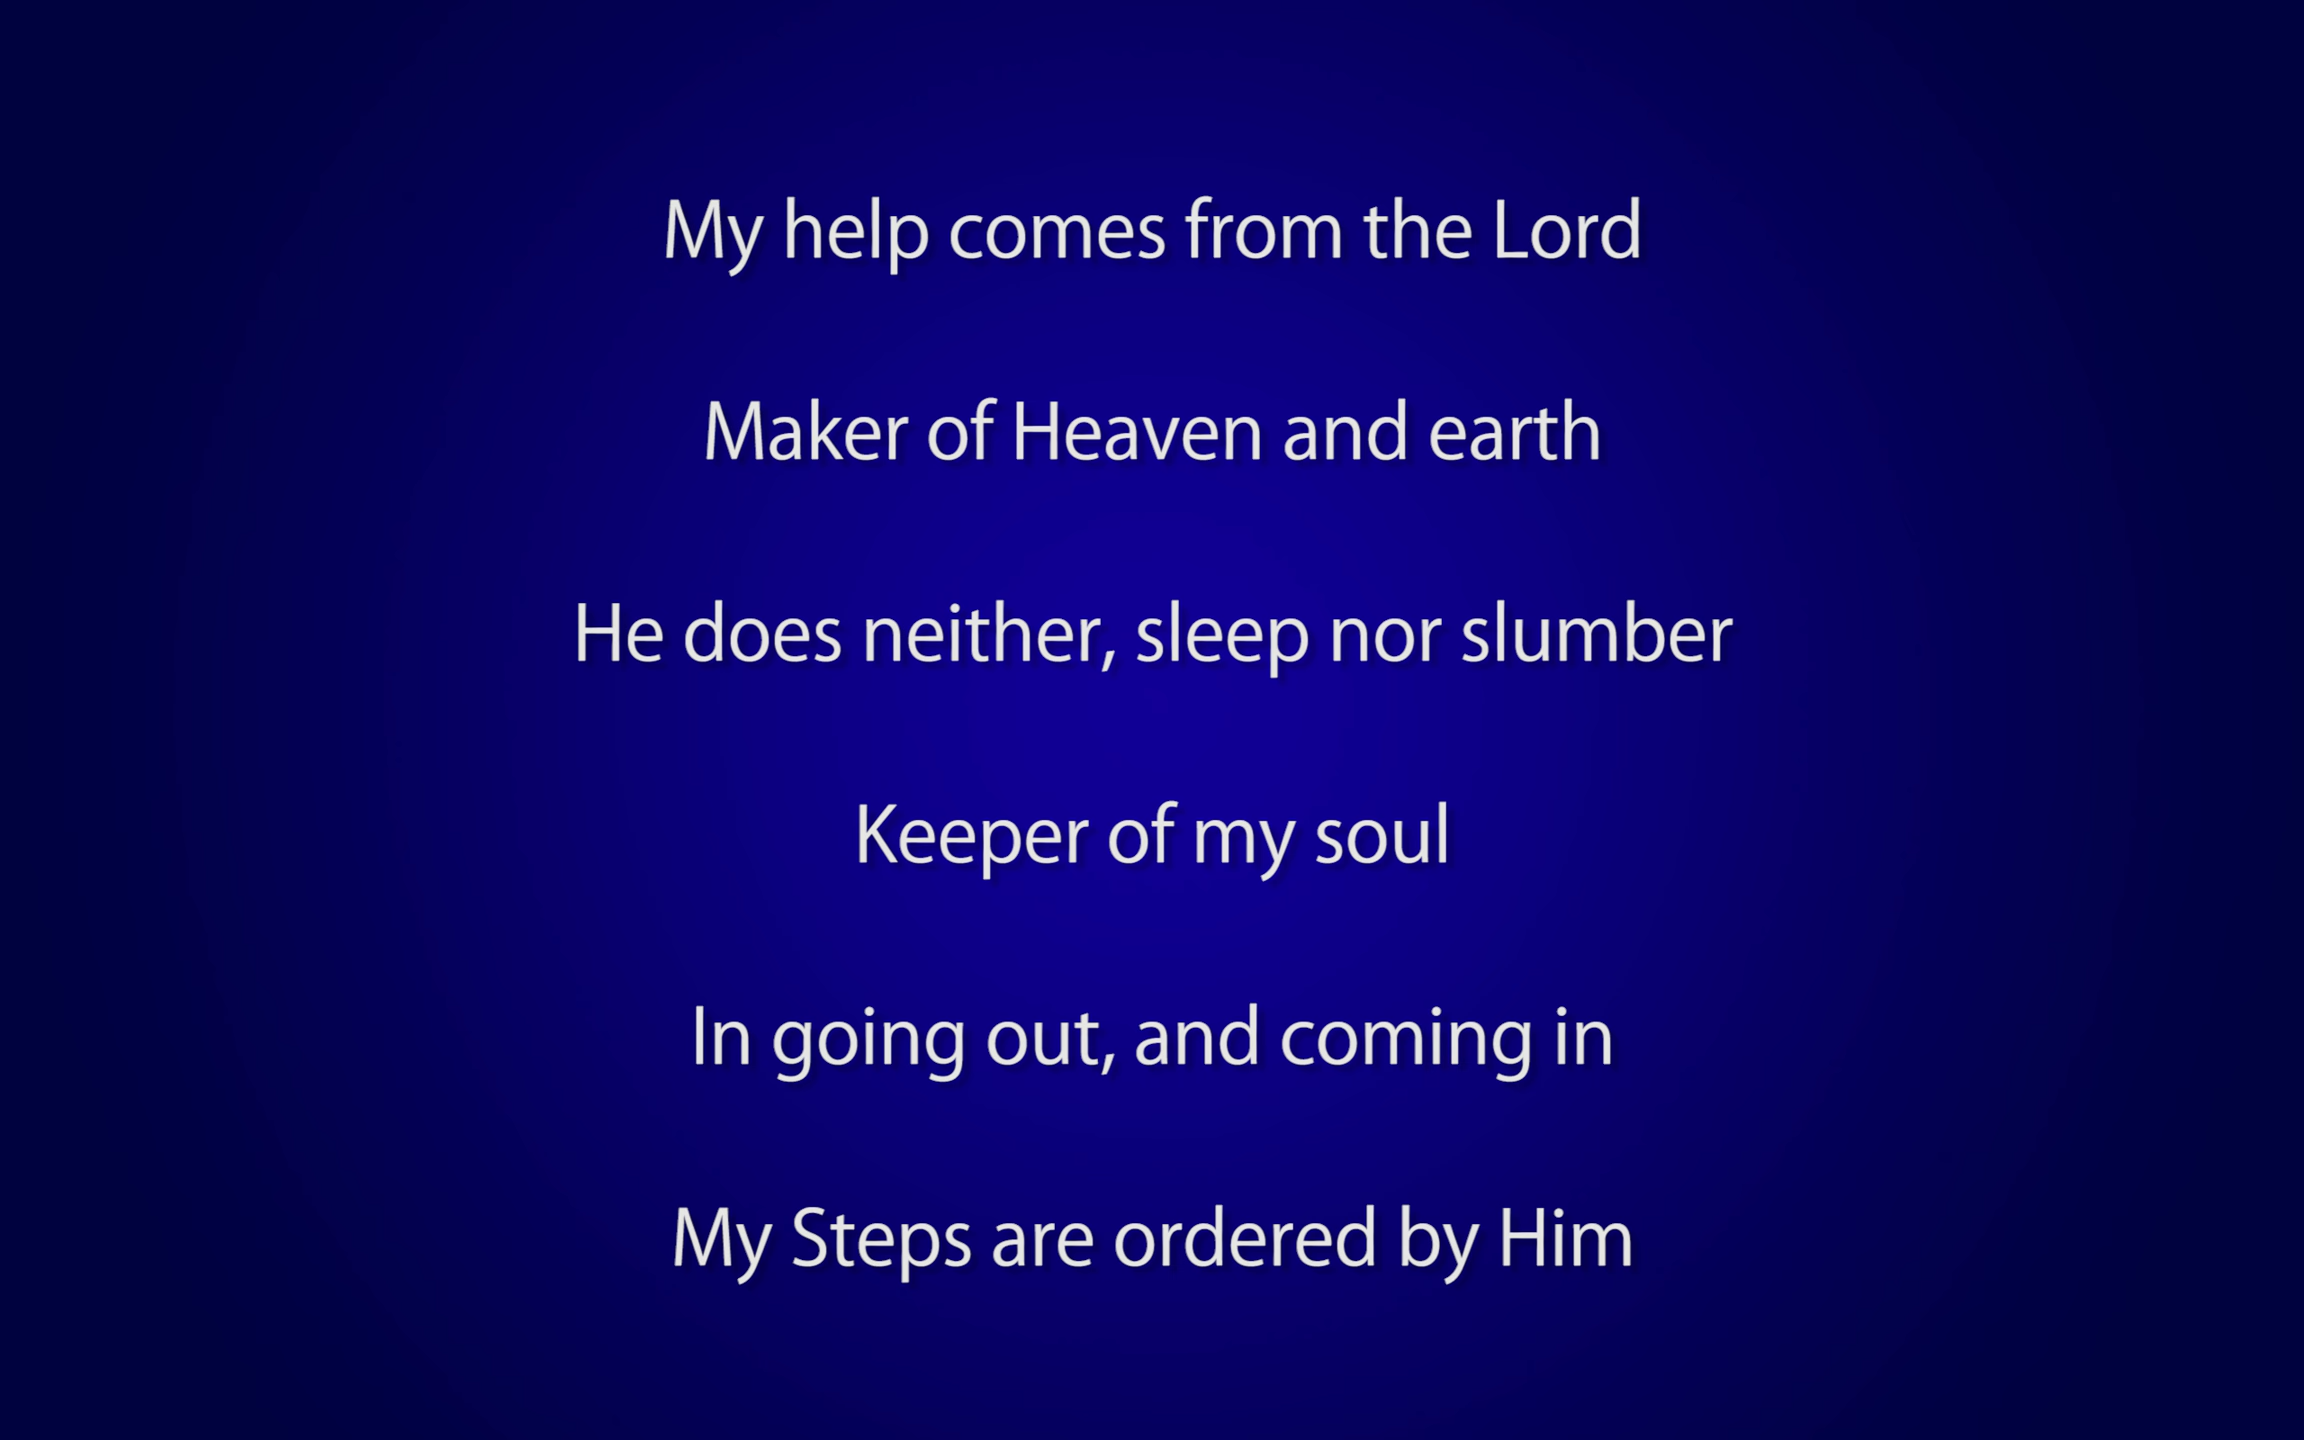 My help comes from the Lord
Maker of Heaven and earth
He does neither, sleep nor slumber
Keeper of my soul
In going out, and coming in
My Steps are ordered by Him